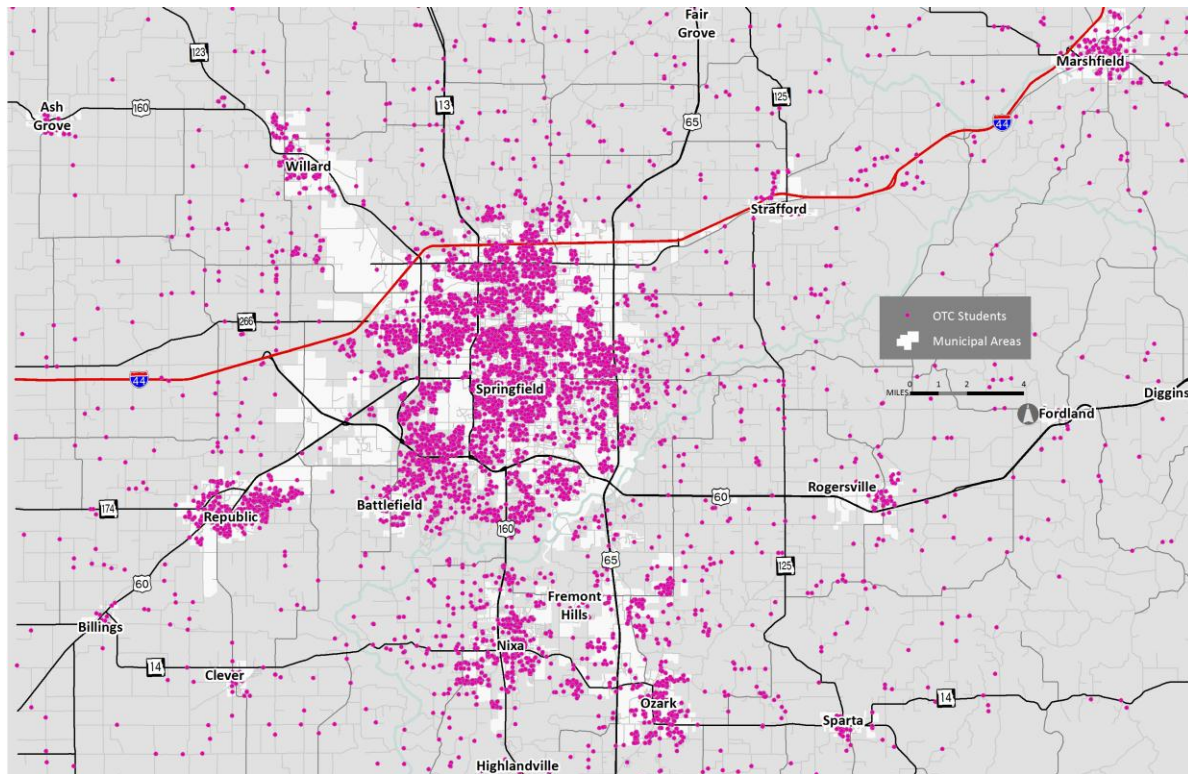 Fair
Grove
Marshfield
123
Ash
Grove
160
13
125
65
44
Willard
Strafford
OTC Students
Municipal Areas
266
44
Springfield
0 1 2 4
MILES
Diggins
Fordland
Rogersville
60
Battlefield
174
Republic
160
65
125
60
Fremont
Hills
Billings
Nixa
14
Clever
Ozark
14
Sparta
Highlandville